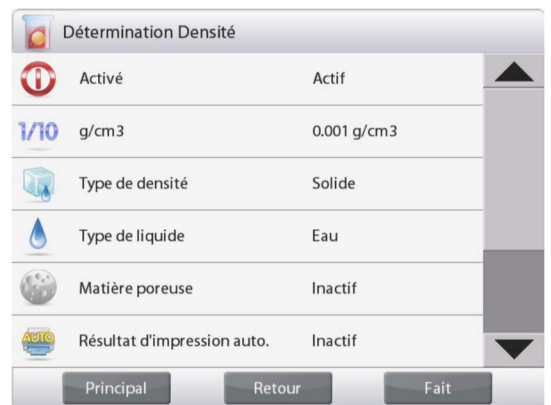 Détermination Densité
Activé Actif
1/10 g/cm3 0.001 g/cm3
Type de densité Solide
Type de liquide Eau
Matière poreuse Inactif
AUTO Résultat d'impression auto. Inactif
Principal Retour Fait